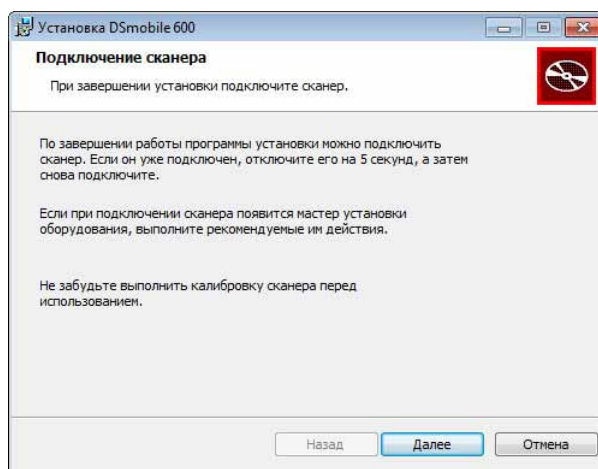 Установка DSmobile 600
Подключение сканера
При завершении установки подключите сканер.
По завершении работы программы установки можно подключить
сканер. Если он уже подключен, отключите его на 5 секунд, а затем
снова подключите.
Если при подключении сканера появится мастер установки
оборудования, выполните рекомендуемые им действия.
Не забудьте выполнить калибровку сканера перед
использованием.
Назад
Далее
Отмена